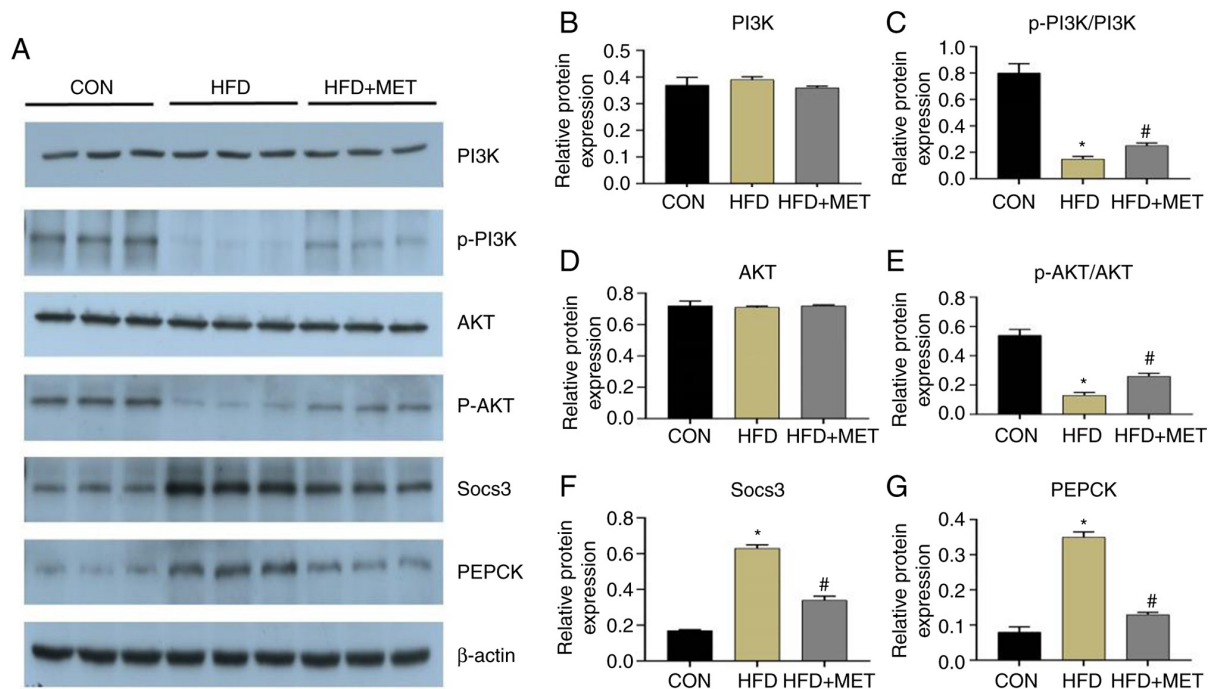 A
CON HFD HFD+MET
PI3K
p-PI3K
AKT
P-AKT
Socs3
PEPCK
β-actin
B
PI3K
Relative protein
expression
0.5
0.4
0.3
0.2
0.1
0.0
CON HFD HFD+MET
C
p-PI3K/PI3K
Relative protein
expression
1.0
0.8
0.6
0.4
0.2
0.0
* #
CON HFD HFD+MET
D
AKT
Relative protein
expression
0.8
0.6
0.4
0.2
0.0
CON HFD HFD+MET
E
p-AKT/AKT
Relative protein
expression
0.8
0.6
0.4
0.2
0.0
* #
CON HFD HFD+MET
F
Socs3
Relative protein
expression
0.8
0.6
0.4
0.2
0.0
* #
CON HFD HFD+MET
G
PEPCK
Relative protein
expression
0.4
0.3
0.2
0.1
0.0
* #
CON HFD HFD+MET